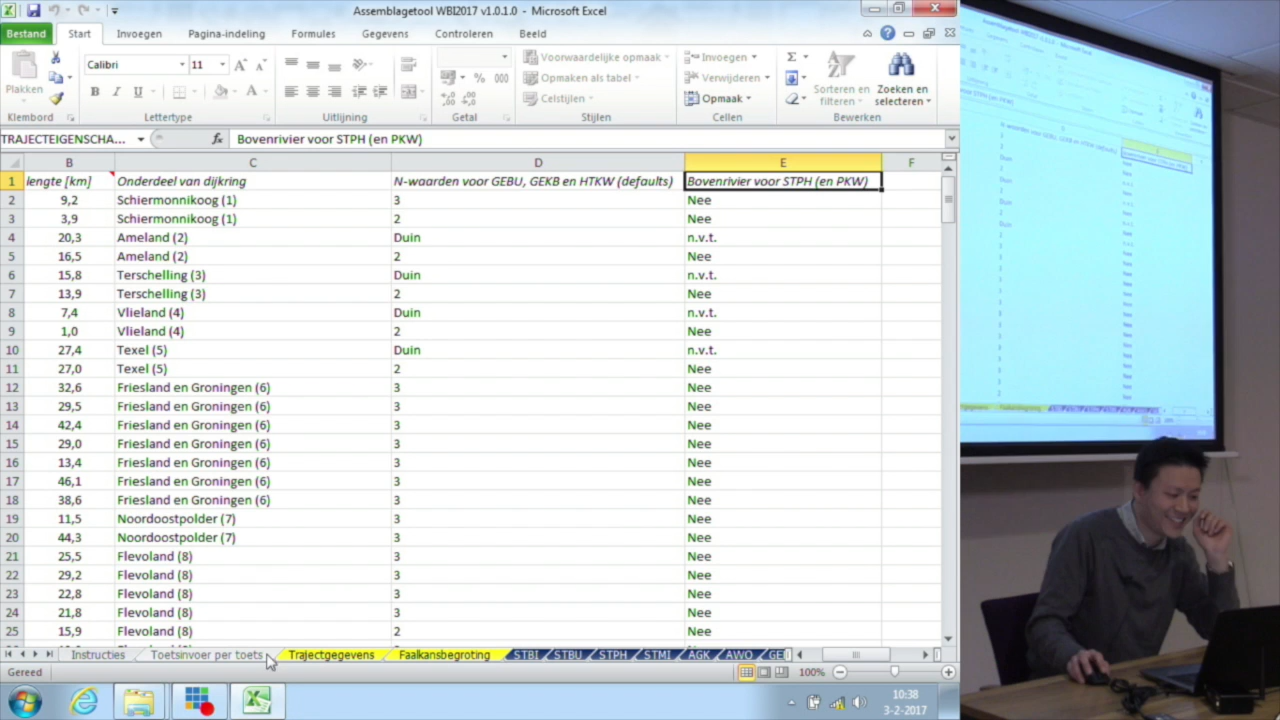 Assemblagetool WBI2017 v1.0.1.0 - Microsoft Excel
Bestand Start Invoegen Pagina-indeling Formules Gegevens Controleren Beeld
Plakken
Klembord
Calibri 11
B I U
Lettertype
Uitlijning
% 000
Getal
Voorwaardelijke opmaak
Opmaken als tabel
Celstijlen
Stijlen
Invoegen
Verwijderen
Opmaak
Cellen
Sorteren en filteren
Zoeken en selecteren
Bewerken
TRAJECTEIGENSCHA... fx Bovenrivier voor STPH (en PKW)
B C D E F
1 lengte [km] Onderdeel van dijkring N-waarden voor GEBU, GEKB en HTKW (defaults) Bovenrivier voor STPH (en PKW)
2 9,2 Schiermonnikoog (1) 3 Nee
3 3,9 Schiermonnikoog (1) 2 Nee
4 20,3 Ameland (2) Duin n.v.t.
5 16,5 Ameland (2) 2 Nee
6 15,8 Terschelling (3) Duin n.v.t.
7 13,9 Terschelling (3) 2 Nee
8 7,4 Vlieland (4) Duin n.v.t.
9 1,0 Vlieland (4) 2 Nee
10 27,4 Texel (5) Duin n.v.t.
11 27,0 Texel (5) 2 Nee
12 32,6 Friesland en Groningen (6) 3 Nee
13 29,5 Friesland en Groningen (6) 3 Nee
14 42,4 Friesland en Groningen (6) 3 Nee
15 29,0 Friesland en Groningen (6) 3 Nee
16 13,4 Friesland en Groningen (6) 3 Nee
17 46,1 Friesland en Groningen (6) 3 Nee
18 38,6 Friesland en Groningen (6) 3 Nee
19 11,5 Noordoostpolder (7) 3 Nee
20 44,3 Noordoostpolder (7) 3 Nee
21 25,5 Flevoland (8) 3 Nee
22 29,2 Flevoland (8) 3 Nee
23 22,8 Flevoland (8) 3 Nee
24 21,8 Flevoland (8) 3 Nee
25 15,9 Flevoland (8) 2 Nee
Instructies Toetsinvoer per toets Trajectgegevens Faalkansbegroting STBI STBU STPH STMI AGK AWO GE
Gereed 100%
10:38
3-2-2017